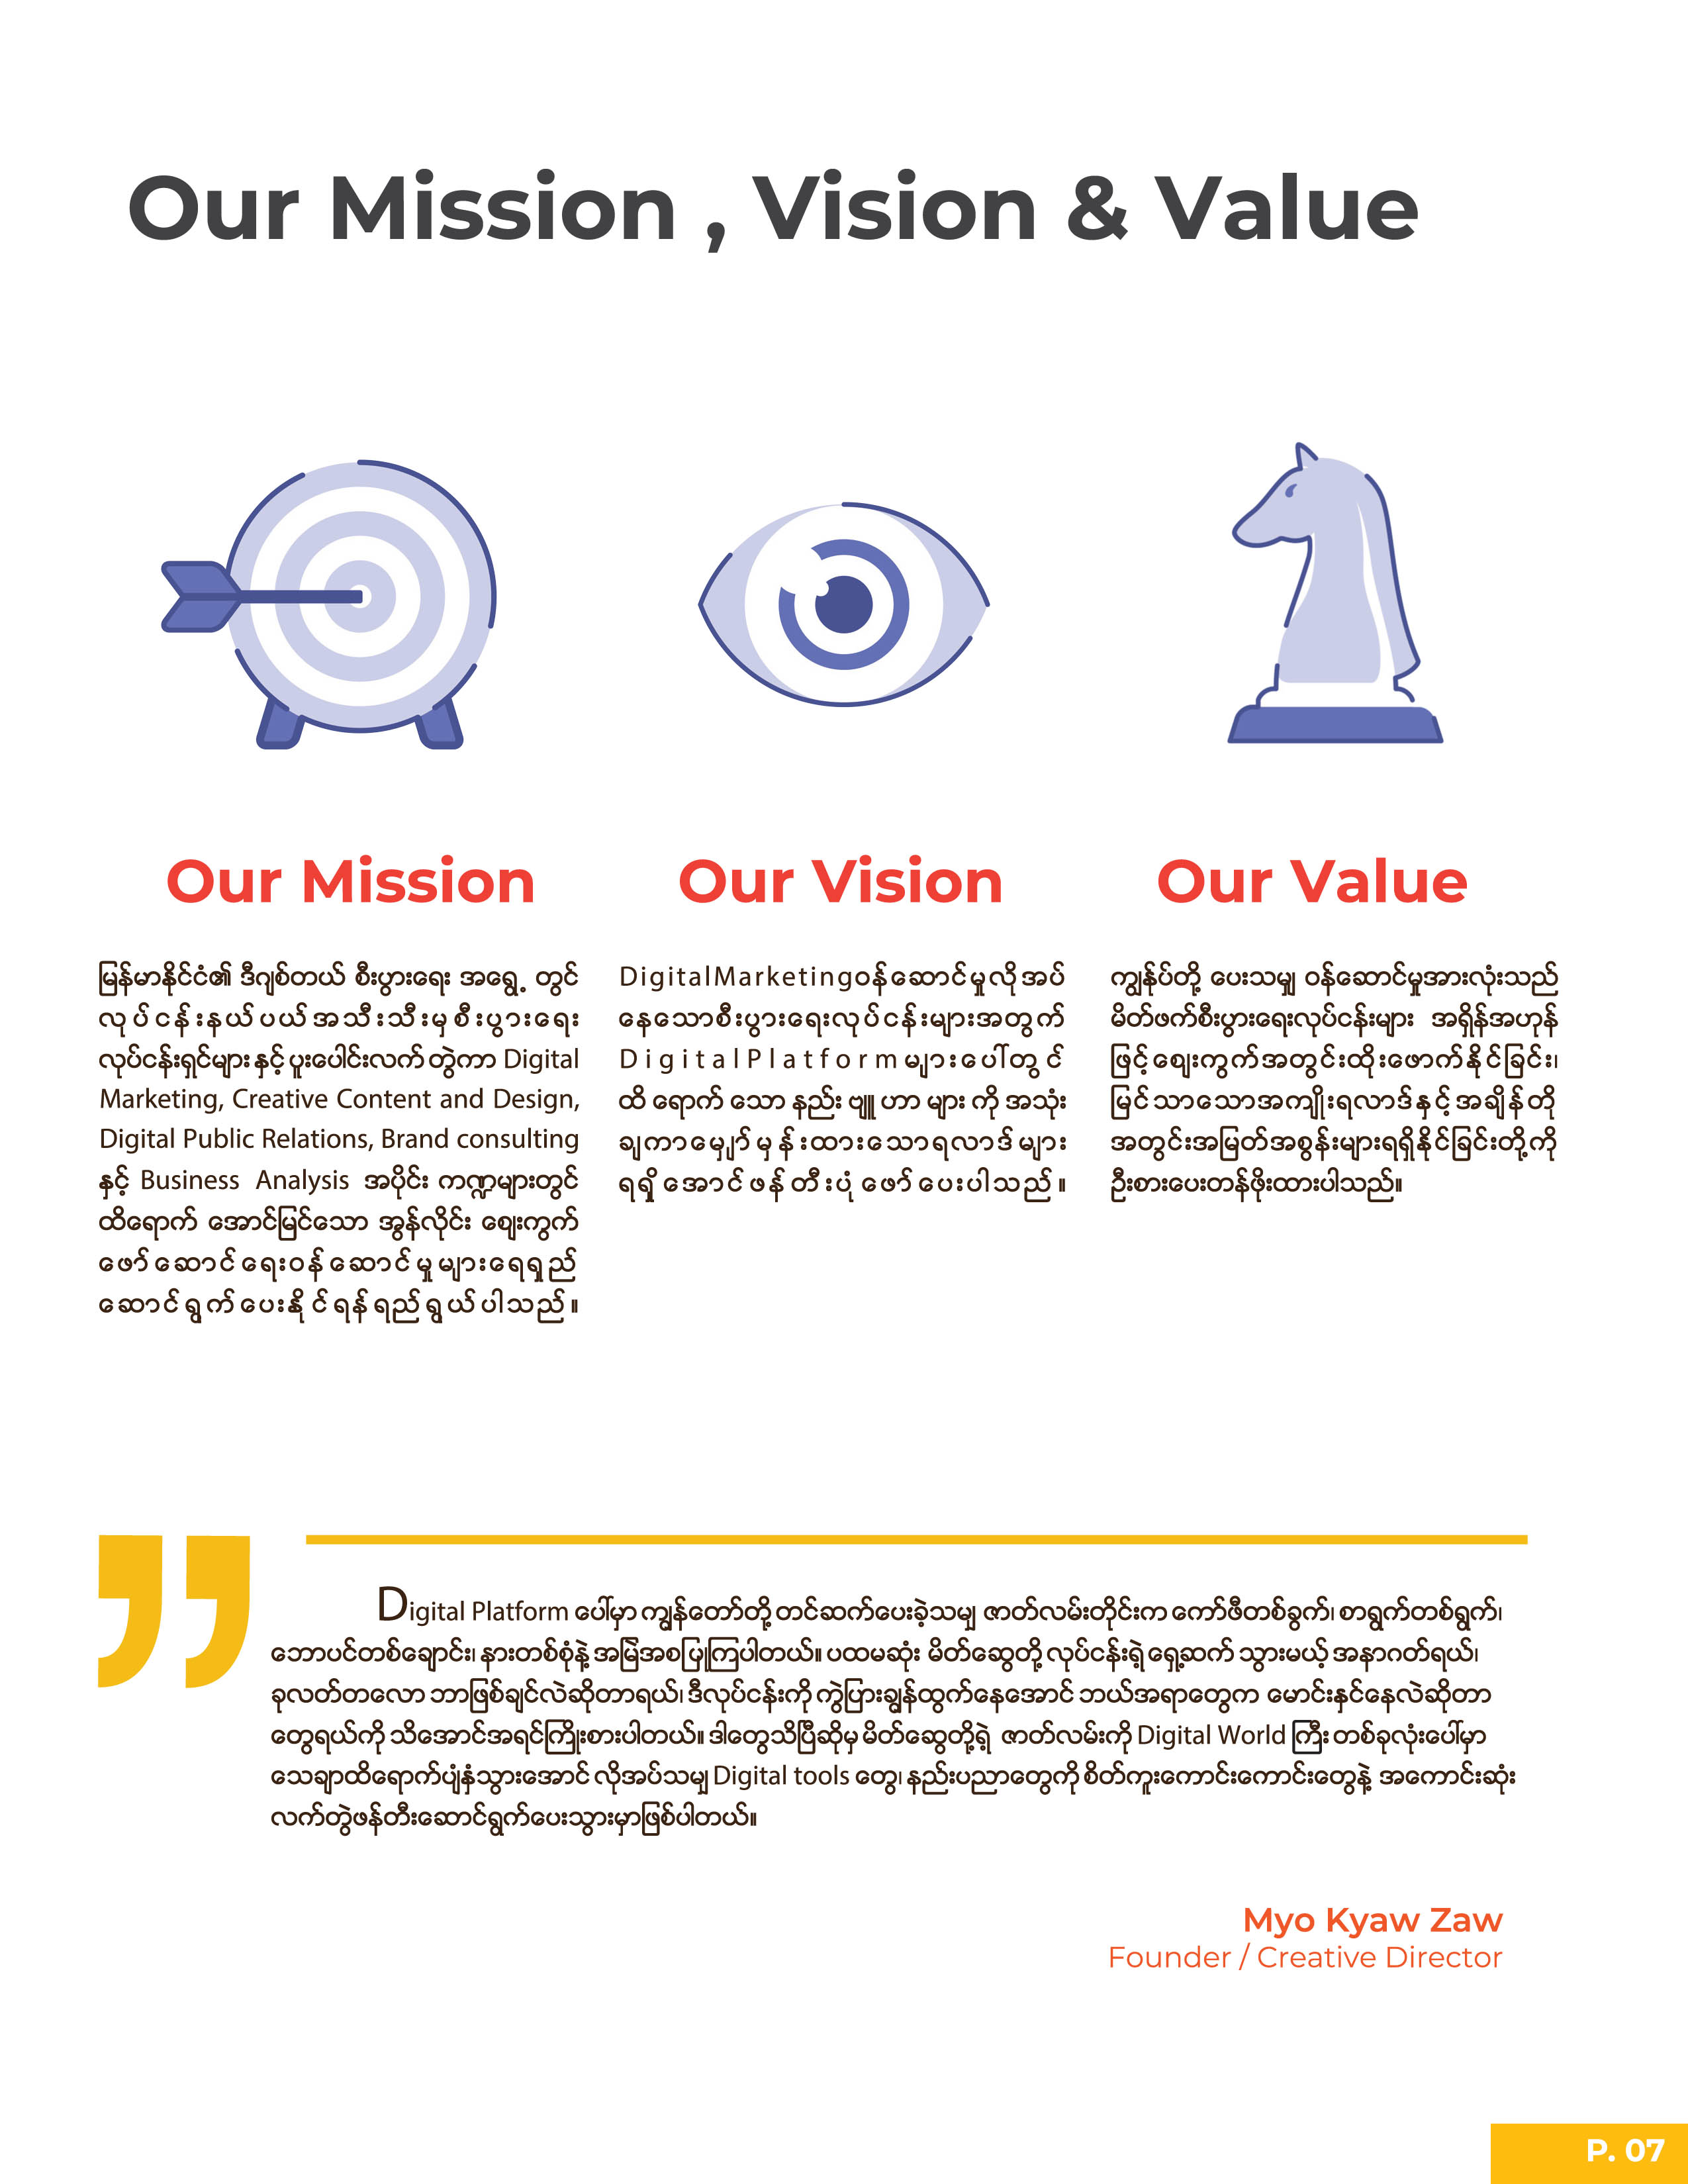 Our Mission , Vision & Value
Our Mission
မြန်မာနိုင်ငံ၏ ဒီဂျစ်တယ် စီးပွားရေး အရွေ့ တွင်
လုပ်ငန်းနယ်ပယ်အသီးသီးမှစီးပွားရေး
လုပ်ငန်းရှင်များနှင့်ပူးပေါင်းလက်တွဲကာ Digital
Marketing, Creative Content and Design,
Digital Public Relations, Brand consulting
နှင့် Business Analysis အပိုင်း ကဏ္ဍများတွင်
ထိရောက် အောင်မြင်သော အွန်လိုင်း ဈေးကွက်
ဖော်ဆောင်ရေးဝန်ဆောင်မှုများရေရှည်
ဆောင်ရွက်ပေးနိုင်ရန်ရည်ရွယ်ပါသည်။
Our Vision
DigitalMarketingဝန်ဆောင်မှုလိုအပ်
နေသောစီးပွားရေးလုပ်ငန်းများအတွက်
DigitalPlatformများပေါ်တွင်
ထိရောက်သောနည်းဗျူဟာများကိုအသုံး
ချကာမျှော်မှန်းထားသောရလာဒ်များ
ရရှိအောင်ဖန်တီးပုံဖော်ပေးပါသည်။
Our Value
ကျွန်ုပ်တို့ ပေးသမျှ ဝန်ဆောင်မှုအားလုံးသည်
မိတ်ဖက်စီးပွားရေးလုပ်ငန်းများ အရှိန်အဟုန်
ဖြင့်ဈေးကွက်အတွင်းထိုးဖောက်နိုင်ခြင်း၊
မြင်သာသောအကျိုးရလာဒ်နှင့်အချိန်တို
အတွင်းအမြတ်အစွန်းများရရှိနိုင်ခြင်းတို့ကို
ဦးစားပေးတန်ဖိုးထားပါသည်။
Digital Platform ပေါ်မှာ ကျွန်တော်တို့ တင်ဆက်ပေးခဲ့သမျှ ဇာတ်လမ်းတိုင်းက ကော်ဖီတစ်ခွက်၊ စာရွက်တစ်ရွက်၊
ဘောပင်တစ်ချောင်း၊ နားတစ်စုံနဲ့ အမြဲအစပြုကြပါတယ်။ ပထမဆုံး မိတ်ဆွေတို့ လုပ်ငန်းရဲ့ ရှေ့ဆက် သွားမယ့် အနာဂတ်ရယ်၊
ခုလတ်တလော ဘာဖြစ်ချင်လဲဆိုတာရယ်၊ ဒီလုပ်ငန်းကို ကွဲပြားချွန်ထွက်နေအောင် ဘယ်အရာတွေက မောင်းနှင်နေလဲဆိုတာ
တွေရယ်ကို သိအောင်အရင်ကြိုးစားပါတယ်။ ဒါတွေသိပြီဆိုမှ မိတ်ဆွေတို့ရဲ့ ဇာတ်လမ်းကို Digital World ကြီး တစ်ခုလုံးပေါ်မှာ
သေချာထိရောက်ပျံ့နှံ့သွားအောင် လိုအပ်သမျှ Digital tools တွေ၊ နည်းပညာတွေကို စိတ်ကူးကောင်းကောင်းတွေနဲ့ အကောင်းဆုံး
လက်တွဲဖန်တီးဆောင်ရွက်ပေးသွားမှာဖြစ်ပါတယ်။
Myo Kyaw Zaw
Founder / Creative Director
P. 07